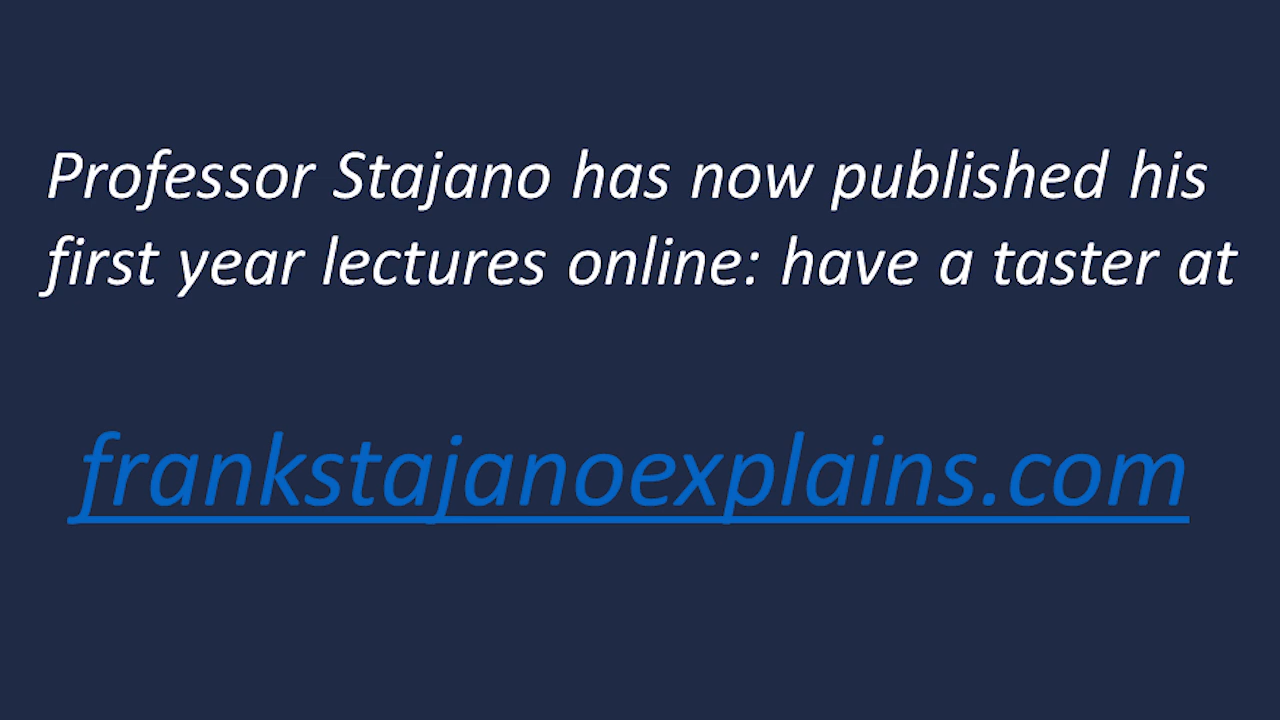 Professor Stajano has now published his
first year lectures online: have a taster at
frankstajanoexplains.com